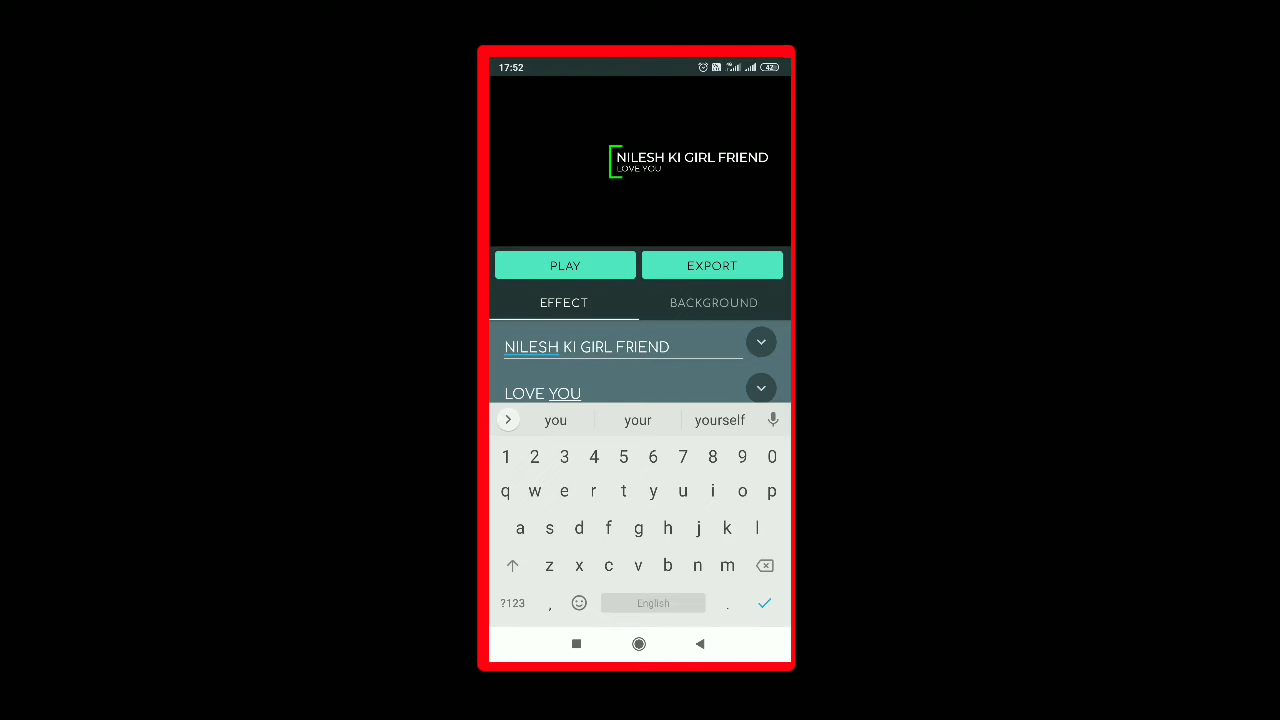 17:52 42
NILESH KI GIRL FRIEND
LOVE YOU
PLAY EXPORT
EFFECT BACKGROUND
NILESH KI GIRL FRIEND
LOVE YOU
you your yourself
1 2 3 4 5 6 7 8 9 0
q w e r t y u i o p
a s d f g h j k l
z x c v b n m
?123 , English .